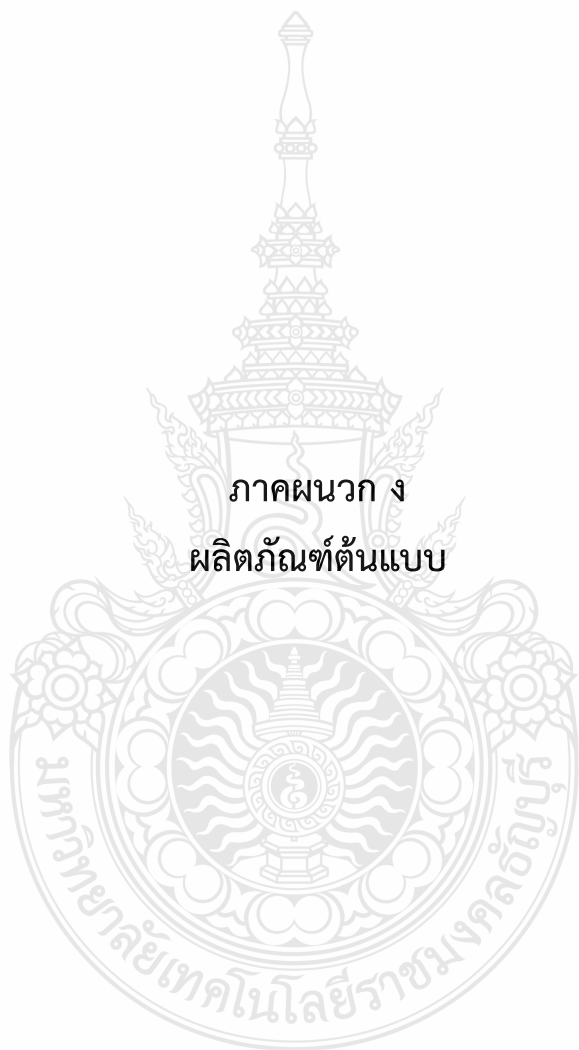 ภาคผนวก ง
ผลิตภัณฑ์ต้นแบบ
มหาวิทยาลัยเทคโนโลยีราชมงคลธัญบุรี